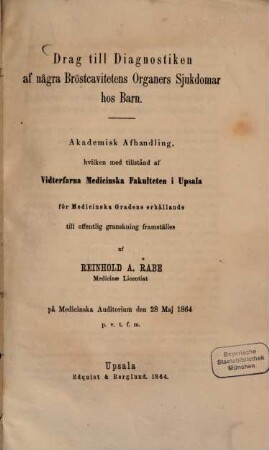 Drag till Diagnostiken
af några Bröstcavitetens Organers Sjukdomar
hos Barn.
Akademisk Afhandling,
hvilken med tillstånd af
Vidterfarna Medicinska Fakulteten i Upsala
för Medicinska Gradens erhållande
till offentlig granskning framställes
af
REINHOLD A. RABE
Medicinæ Licentiat
på Medicinska Auditorium den 28 Maj 1864
p. v. t. f. m.
Upsala
Edquist & Berglund. 1864.
Bayerische
Staatsbibliothek
München